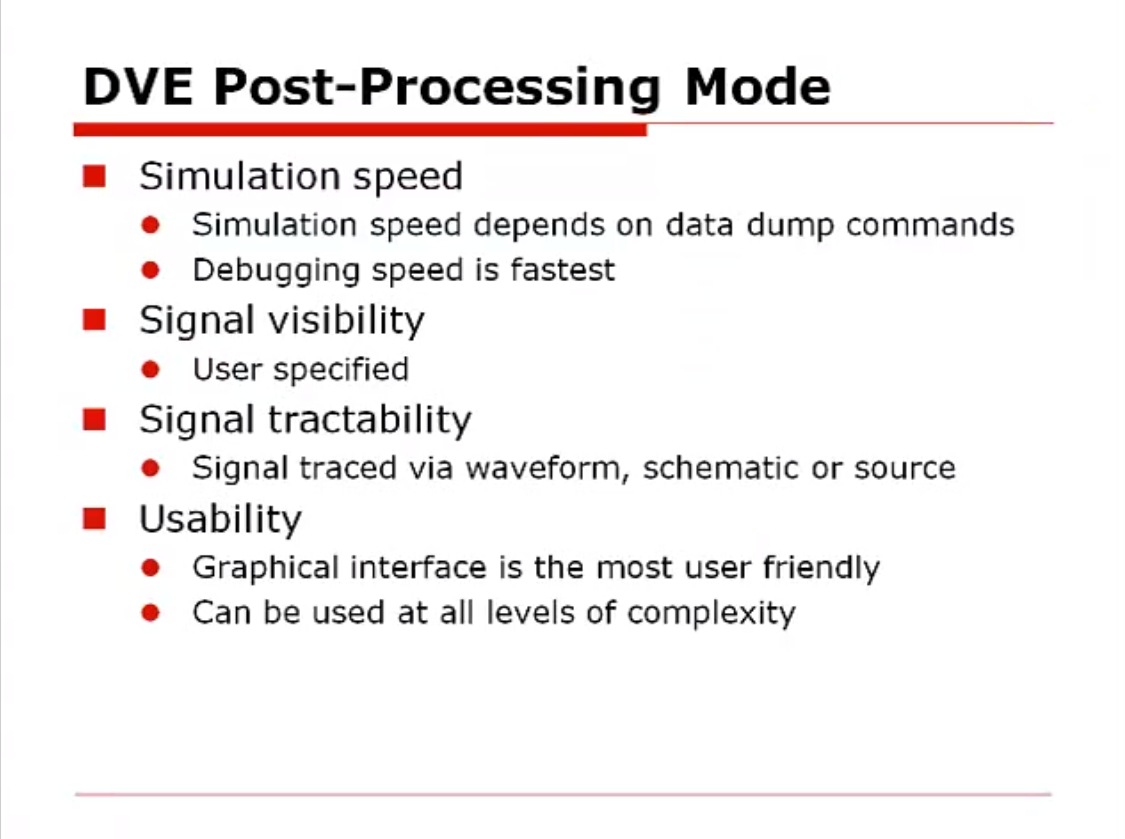 DVE Post-Processing Mode
Simulation speed
Simulation speed depends on data dump commands
Debugging speed is fastest
Signal visibility
User specified
Signal tractability
Signal traced via waveform, schematic or source
Usability
Graphical interface is the most user friendly
Can be used at all levels of complexity